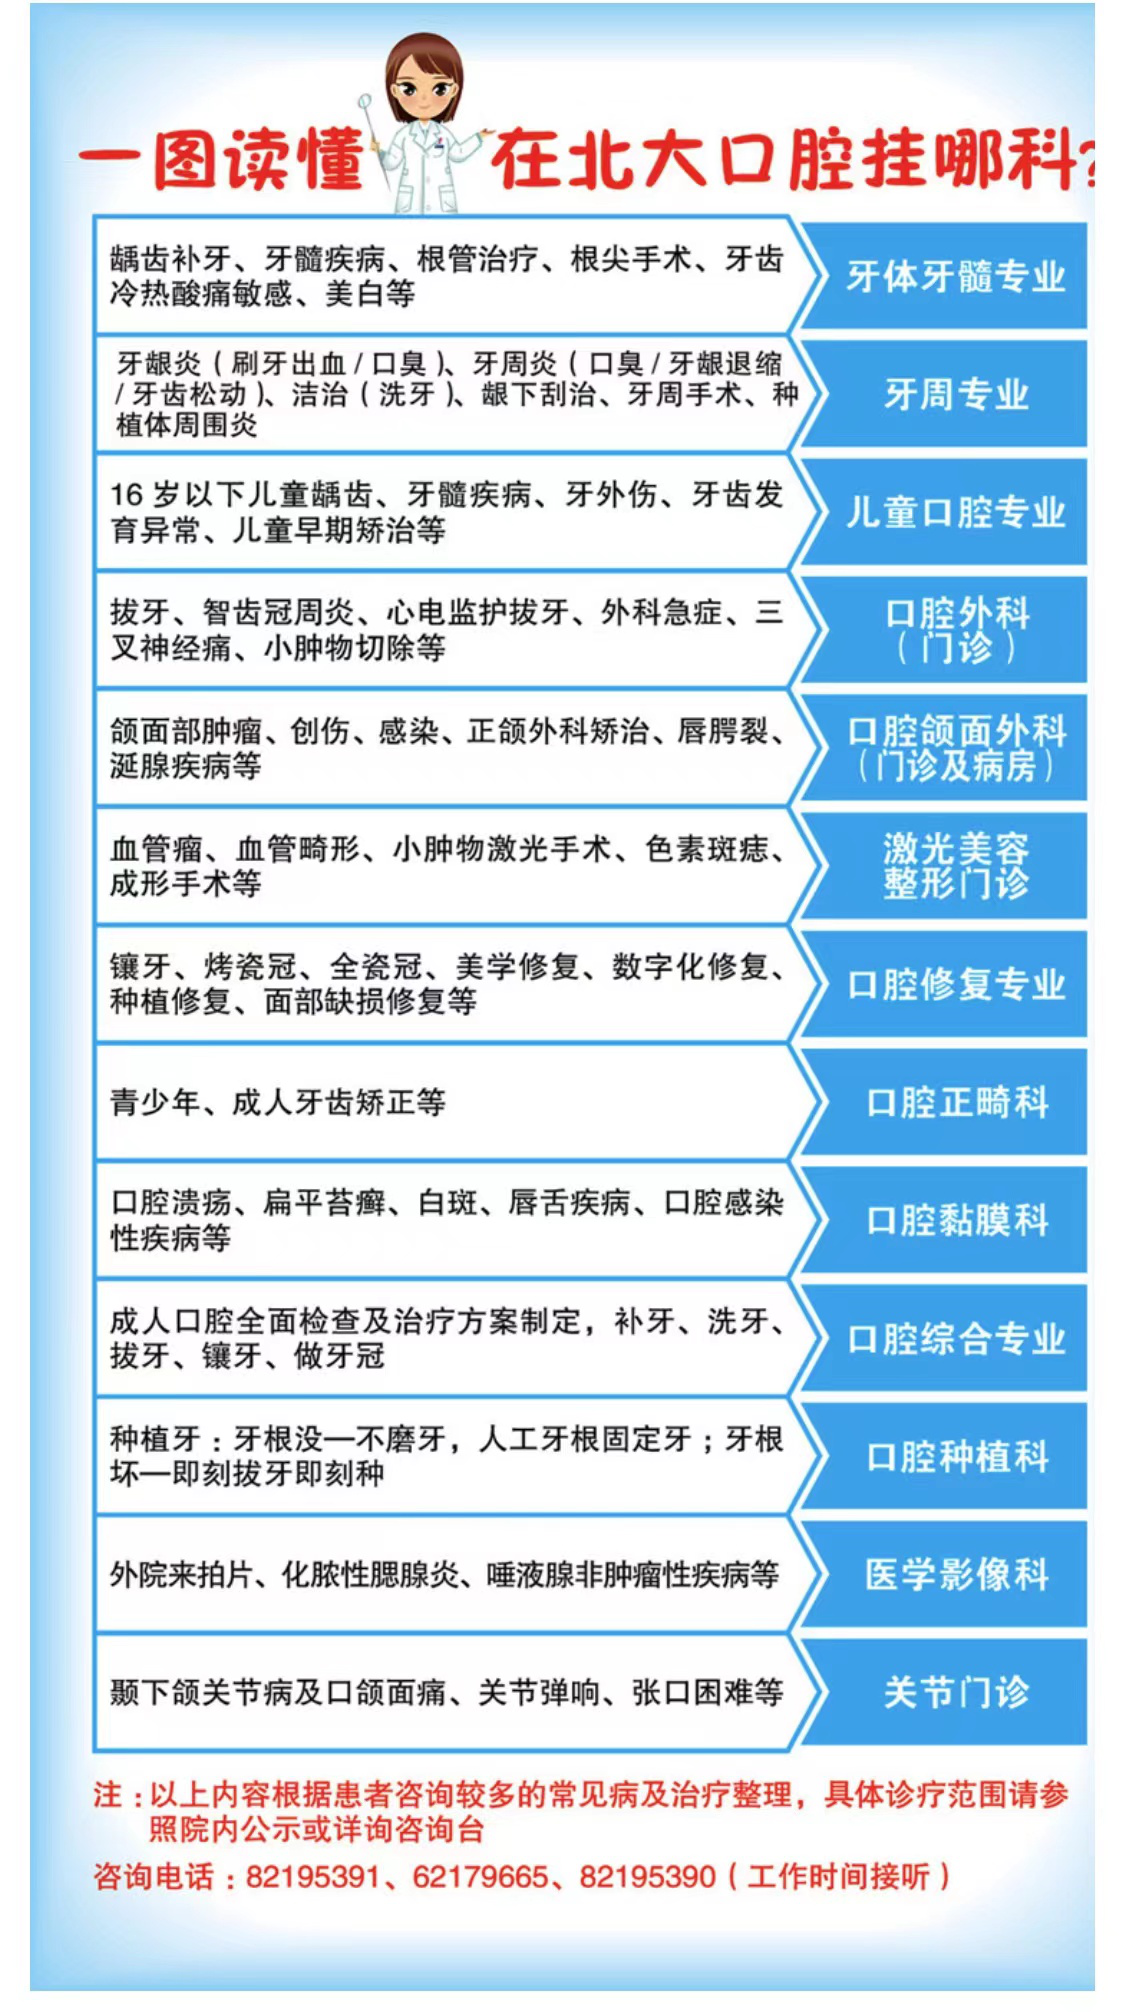 一图读懂 在北大口腔挂哪科?
龋齿补牙、牙髓疾病、根管治疗、根尖手术、牙齿
冷热酸痛敏感、美白等
牙体牙髓专业
牙龈炎（刷牙出血/口臭）、牙周炎（口臭/牙龈退缩
/牙齿松动）、洁治（洗牙）、龈下刮治、牙周手术、种
植体周围炎
牙周专业
16 岁以下儿童龋齿、牙髓疾病、牙外伤、牙齿发
育异常、儿童早期矫治等
儿童口腔专业
拔牙、智齿冠周炎、心电监护拔牙、外科急症、三
叉神经痛、小肿物切除等
口腔外科
（门诊）
颌面部肿瘤、创伤、感染、正颌外科矫治、唇腭裂、
涎腺疾病等
口腔颌面外科
（门诊及病房）
血管瘤、血管畸形、小肿物激光手术、色素斑痣、
成形手术等
激光美容
整形门诊
镶牙、烤瓷冠、全瓷冠、美学修复、数字化修复、
种植修复、面部缺损修复等
口腔修复专业
青少年、成人牙齿矫正等
口腔正畸科
口腔溃疡、扁平苔癣、白斑、唇舌疾病、口腔感染
性疾病等
口腔黏膜科
成人口腔全面检查及治疗方案制定，补牙、洗牙、
拔牙、镶牙、做牙冠
口腔综合专业
种植牙：牙根没—不磨牙，人工牙根固定牙；牙根
坏—即刻拔牙即刻种
口腔种植科
外院来拍片、化脓性腮腺炎、唾液腺非肿瘤性疾病等
医学影像科
颞下颌关节病及口颌面痛、关节弹响、张口困难等
关节门诊
注：以上内容根据患者咨询较多的常见病及治疗整理，具体诊疗范围请参
照院内公示或详询咨询台
咨询电话：82195391、62179665、82195390（工作时间接听）